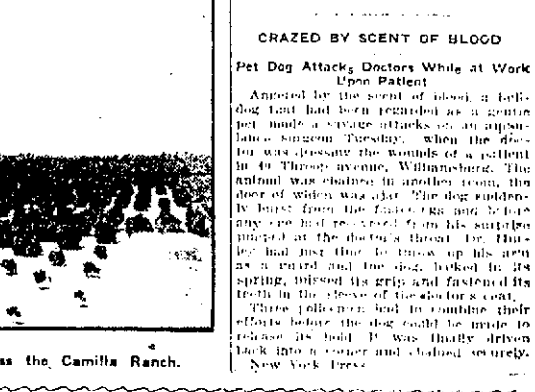 CRAZED BY SCENT OF BLOOD
Pet Dog Attacks Doctors While at Work
Upon Patient
Angered by the scent of blood, a
dog that had been regarded as a gentle
pet made a savage attacks on an ambu-
lance surgeon Tuesday, when the doc-
tor was dressing the wounds of a patient
in Throop avenue, Williamsburg. The
animal was chained in another room, the
door of which was ajar. The dog sudden-
ly burst from the and before
any one had recovered from his surprise
at the doctor's throat. Dr.
had just time to throw up his arm
as a guard and the dog, balked in its
spring, missed its grip and fastened its
teeth in the sleeve of the doctor's coat.
Three policemen had to combine their
efforts before the dog could be made to
release its hold. It was finally driven
back into a corner and chained securely.
New York Press.
ss the Camilla Ranch.